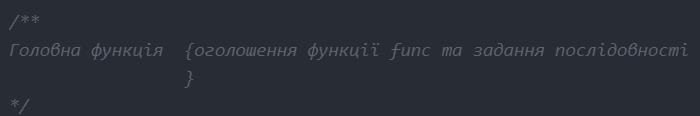 /**
Головна функція {оголошення функції func та задання послідовності
}
*/